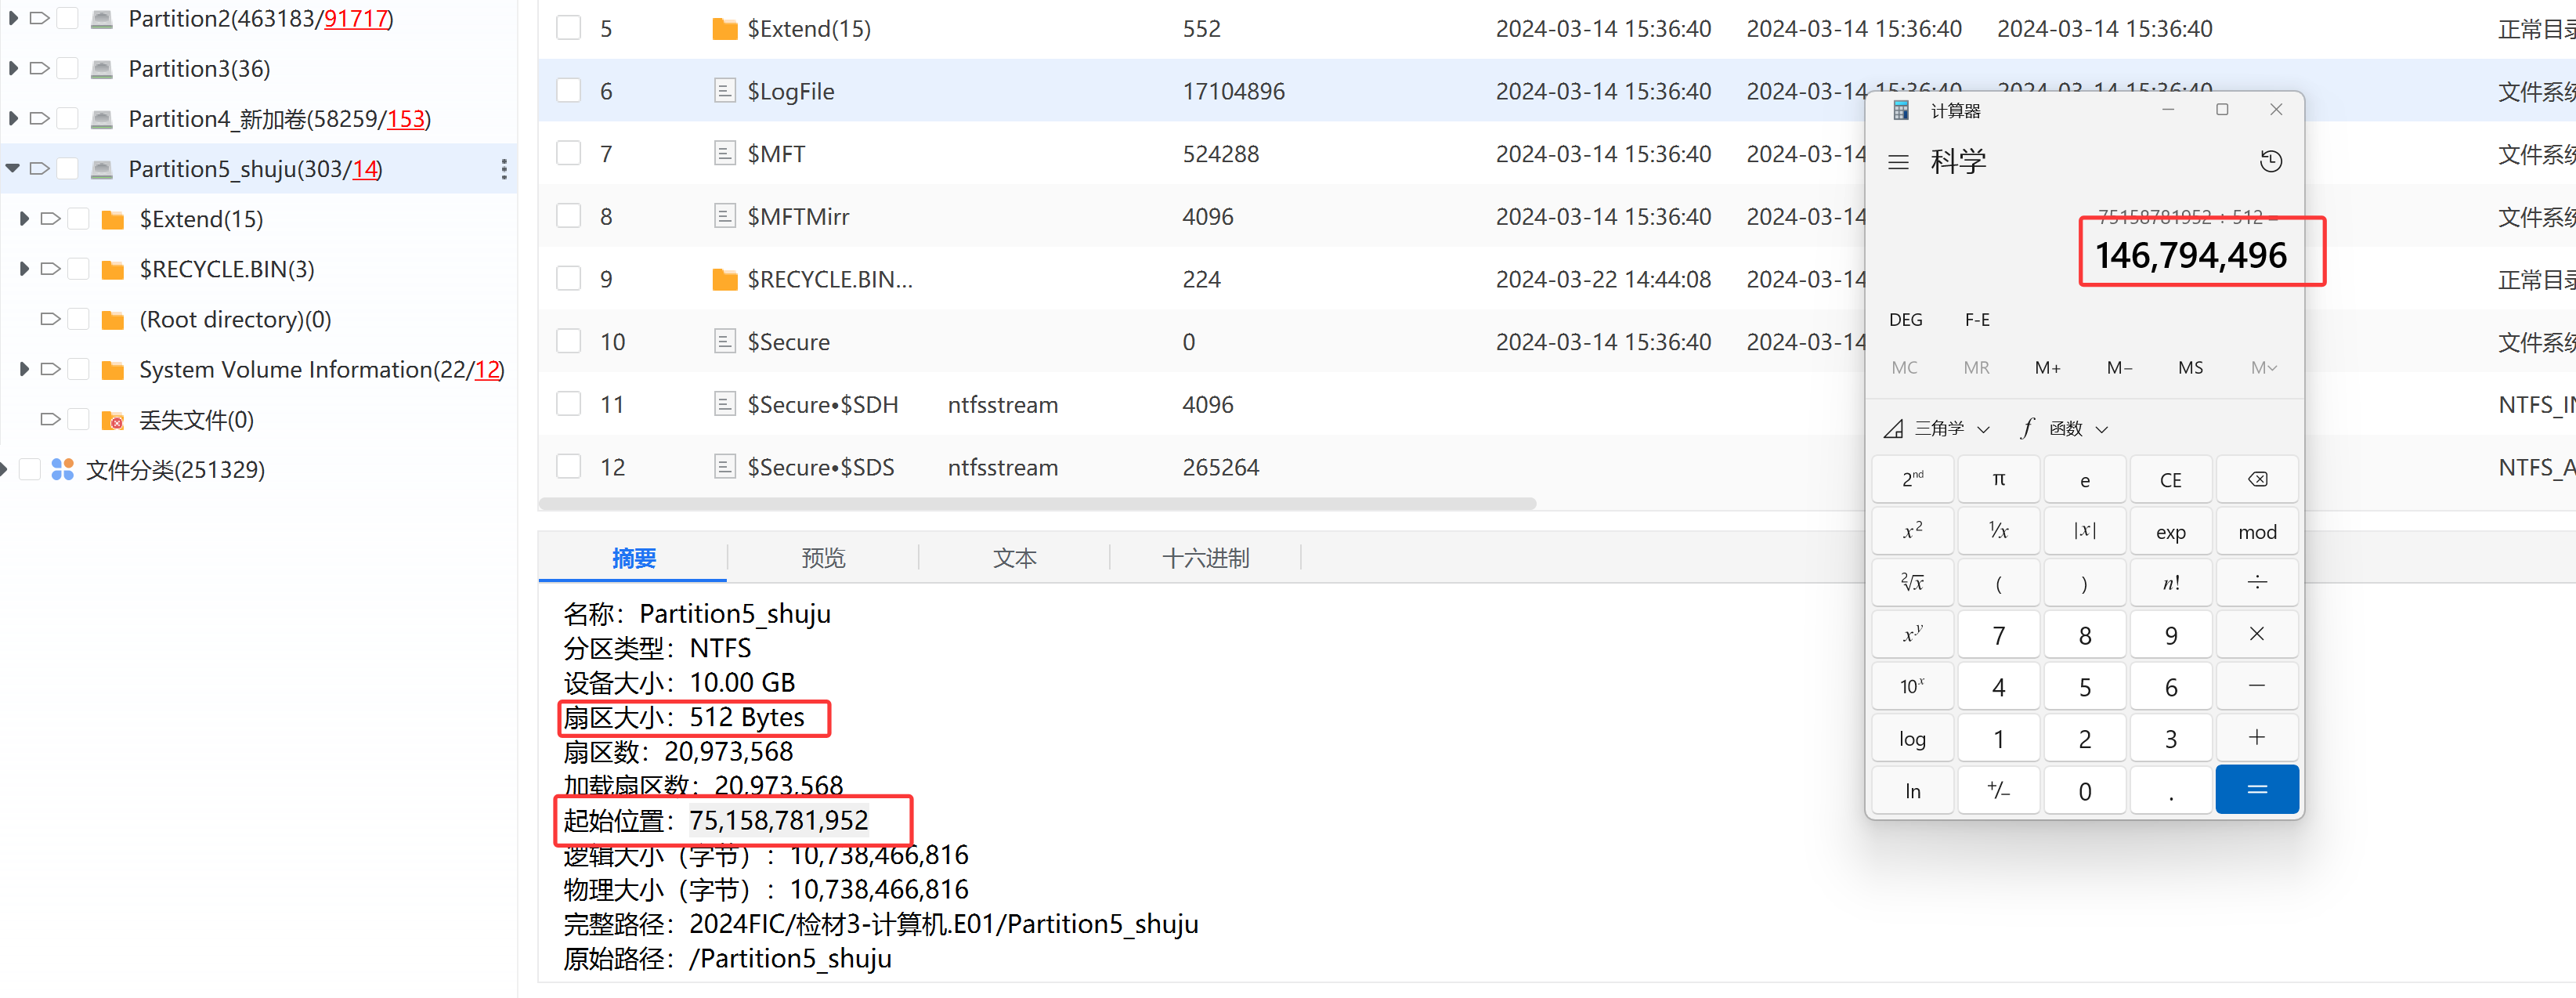 Partition2(463183/91717)
Partition3(36)
Partition4_新加卷(58259/153)
Partition5_shuju(303/14)
$Extend(15)
$RECYCLE.BIN(3)
(Root directory)(0)
System Volume Information(22/12)
丢失文件(0)
文件分类(251329)
5 $Extend(15) 552 2024-03-14 15:36:40 2024-03-14 15:36:40 2024-03-14 15:36:40 正常目录
6 $LogFile 17104896 2024-03-14 15:36:40 2024-03-14 15:36:40 2024-03-14 15:36:40 文件系统
7 $MFT 524288 2024-03-14 15:36:40 2024-03-14 文件系统
8 $MFTMirr 4096 2024-03-14 15:36:40 2024-03-14 文件系统
9 $RECYCLE.BIN... 224 2024-03-22 14:44:08 2024-03-14 正常目录
10 $Secure 0 2024-03-14 15:36:40 2024-03-14 文件系统
11 $Secure•$SDH ntfsstream 4096 NTFS_IN
12 $Secure•$SDS ntfsstream 265264 NTFS_A
摘要 预览 文本 十六进制
名称：Partition5_shuju
分区类型：NTFS
设备大小：10.00 GB
扇区大小：512 Bytes
扇区数：20,973,568
加载扇区数：20,973,568
起始位置：75,158,781,952
逻辑大小（字节）：10,738,466,816
物理大小（字节）：10,738,466,816
完整路径：2024FIC/检材3-计算机.E01/Partition5_shuju
原始路径：/Partition5_shuju
计算器
科学
75158781952 ÷ 512 =
146,794,496
DEG F-E
MC MR M+ M− MS M
三角学 f 函数
2nd π e CE
x² ¹/x |x| exp mod
²√x ( ) n! ÷
xʸ 7 8 9 ×
10ˣ 4 5 6 −
log 1 2 3 +
ln +/− 0 . =